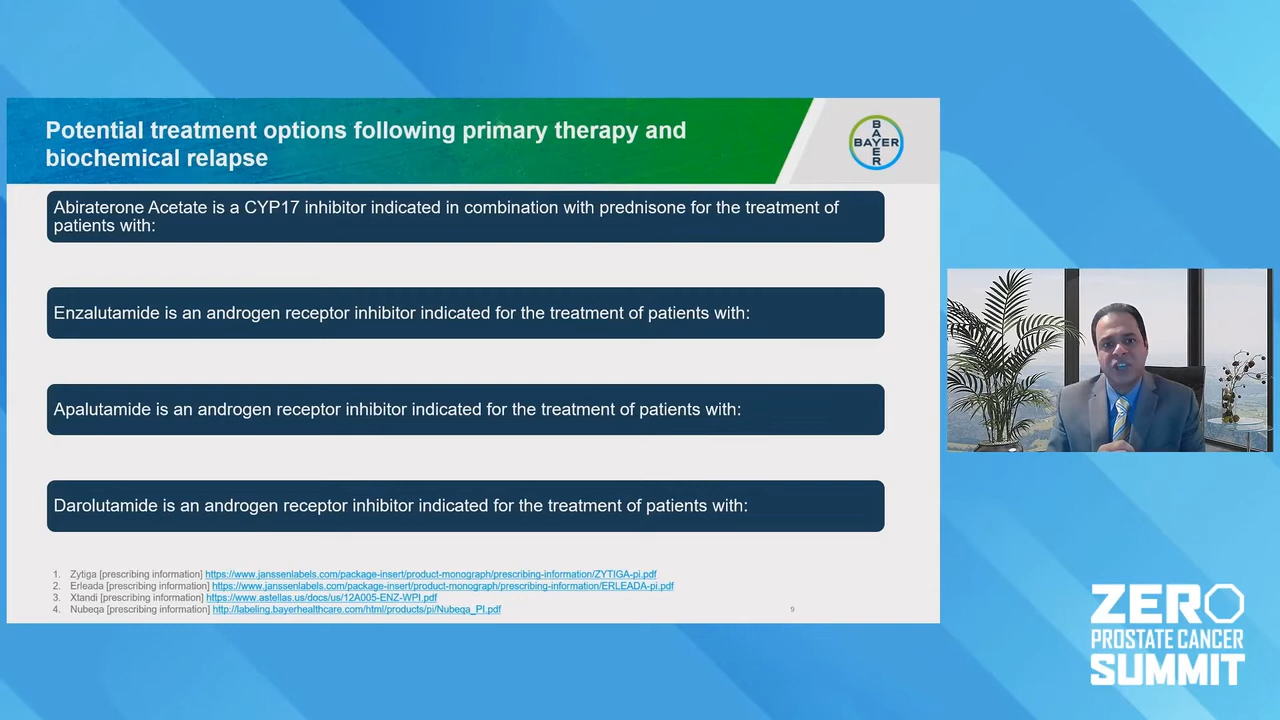 Potential treatment options following primary therapy and
biochemical relapse
BAYER
BAYER
Abiraterone Acetate is a CYP17 inhibitor indicated in combination with prednisone for the treatment of
patients with:
Enzalutamide is an androgen receptor inhibitor indicated for the treatment of patients with:
Apalutamide is an androgen receptor inhibitor indicated for the treatment of patients with:
Darolutamide is an androgen receptor inhibitor indicated for the treatment of patients with:
1. Zytiga [prescribing information] https://www.janssenlabels.com/package-insert/product-monograph/prescribing-information/ZYTIGA-pi.pdf
2. Erleada [prescribing information] https://www.janssenlabels.com/package-insert/product-monograph/prescribing-information/ERLEADA-pi.pdf
3. Xtandi [prescribing information] https://www.astellas.us/docs/us/12A005-ENZ-WPI.pdf
4. Nubeqa [prescribing information] http://labeling.bayerhealthcare.com/html/products/pi/Nubeqa_PI.pdf
9
ZERO
PROSTATE CANCER
SUMMIT